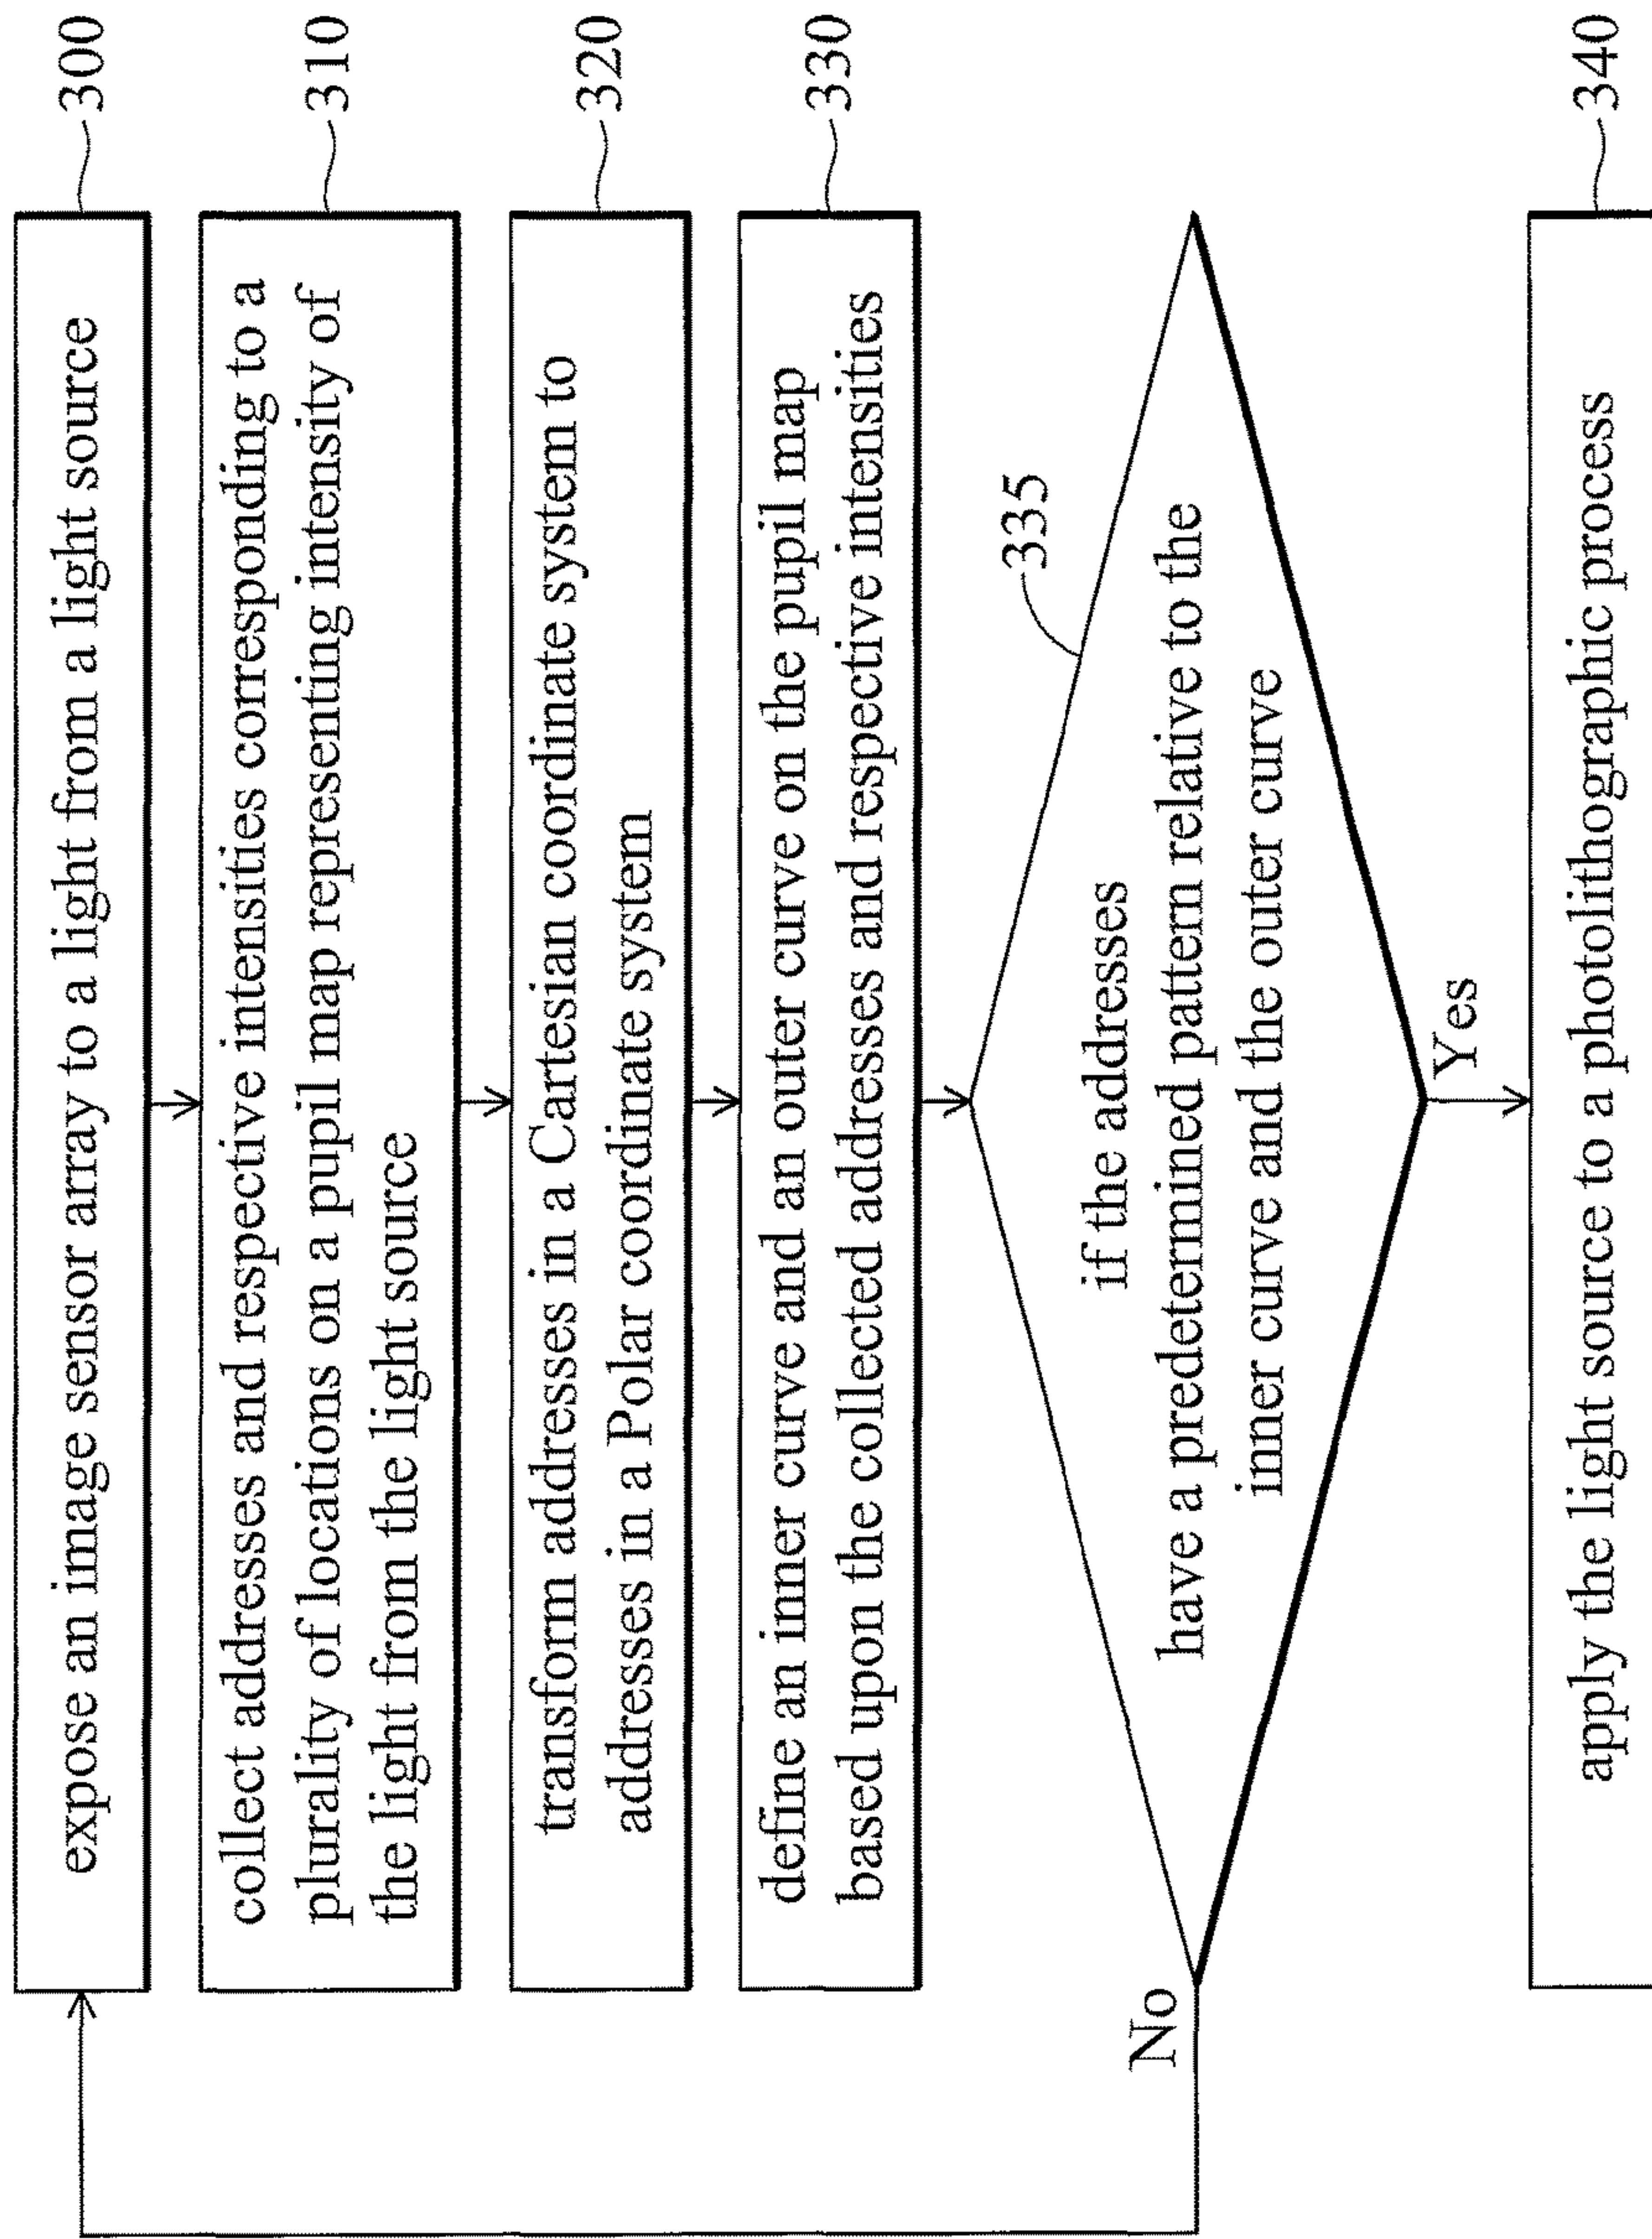 expose an image sensor array to a light from a light source
300
collect addresses and respective intensities corresponding to a
plurality of locations on a pupil map representing intensity of
the light from the light source
310
transform addresses in a Cartesian coordinate system to
addresses in a Polar coordinate system
320
define an inner curve and an outer curve on the pupil map
based upon the collected addresses and respective intensities
330
335
if the addresses
have a predetermined pattern relative to the
inner curve and the outer curve
No
Yes
apply the light source to a photolithographic process
340